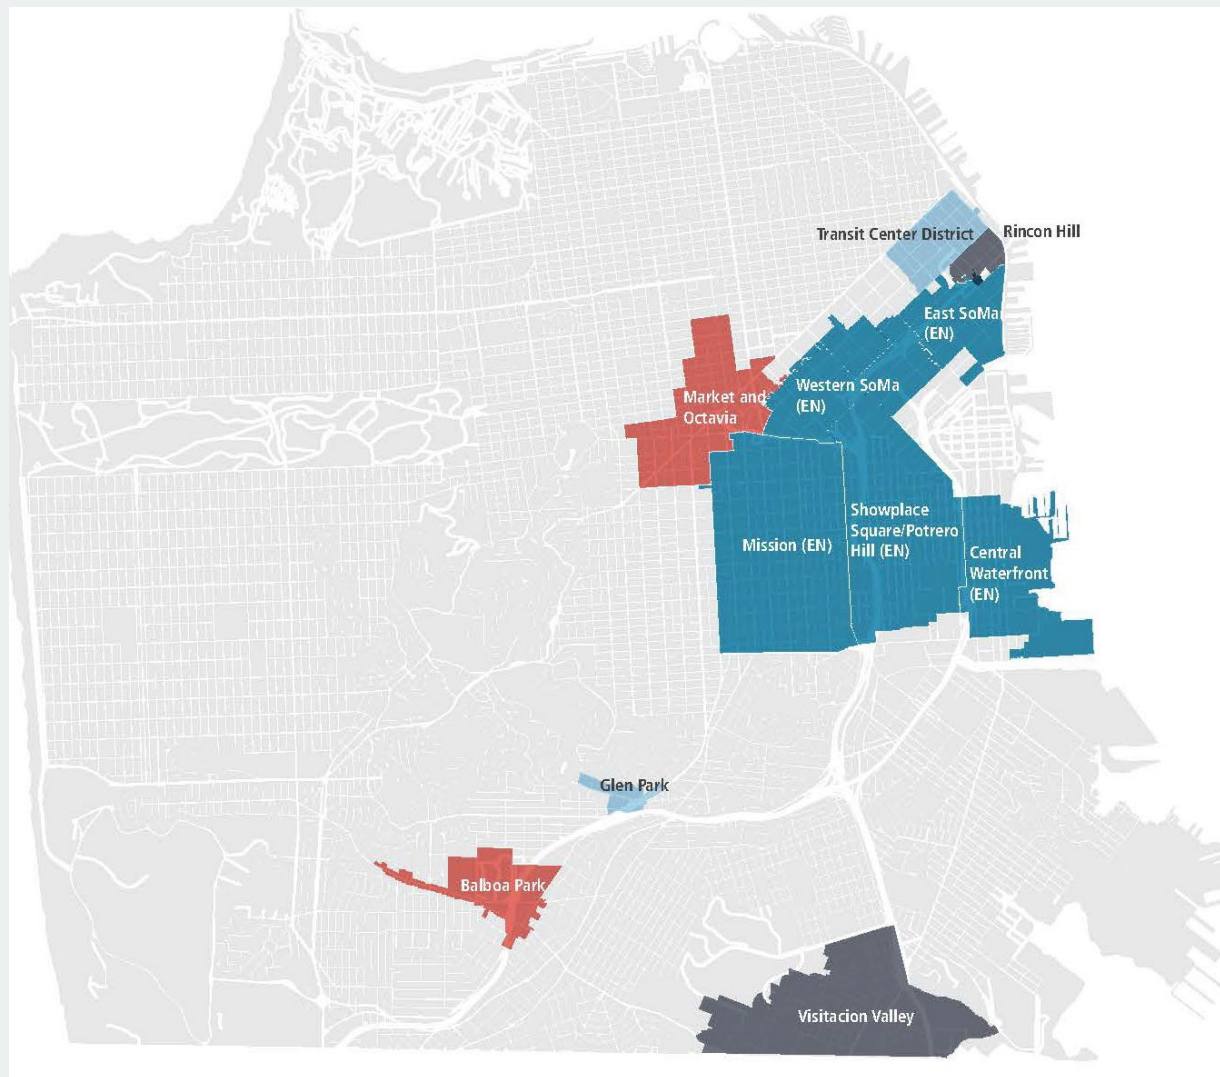 Transit Center District
Rincon Hill
East SoMa
(EN)
Western SoMa
(EN)
Market and
Octavia
Mission (EN)
Showplace
Square/Potrero
Hill (EN)
Central
Waterfront
(EN)
Glen Park
Balboa Park
Visitacion Valley